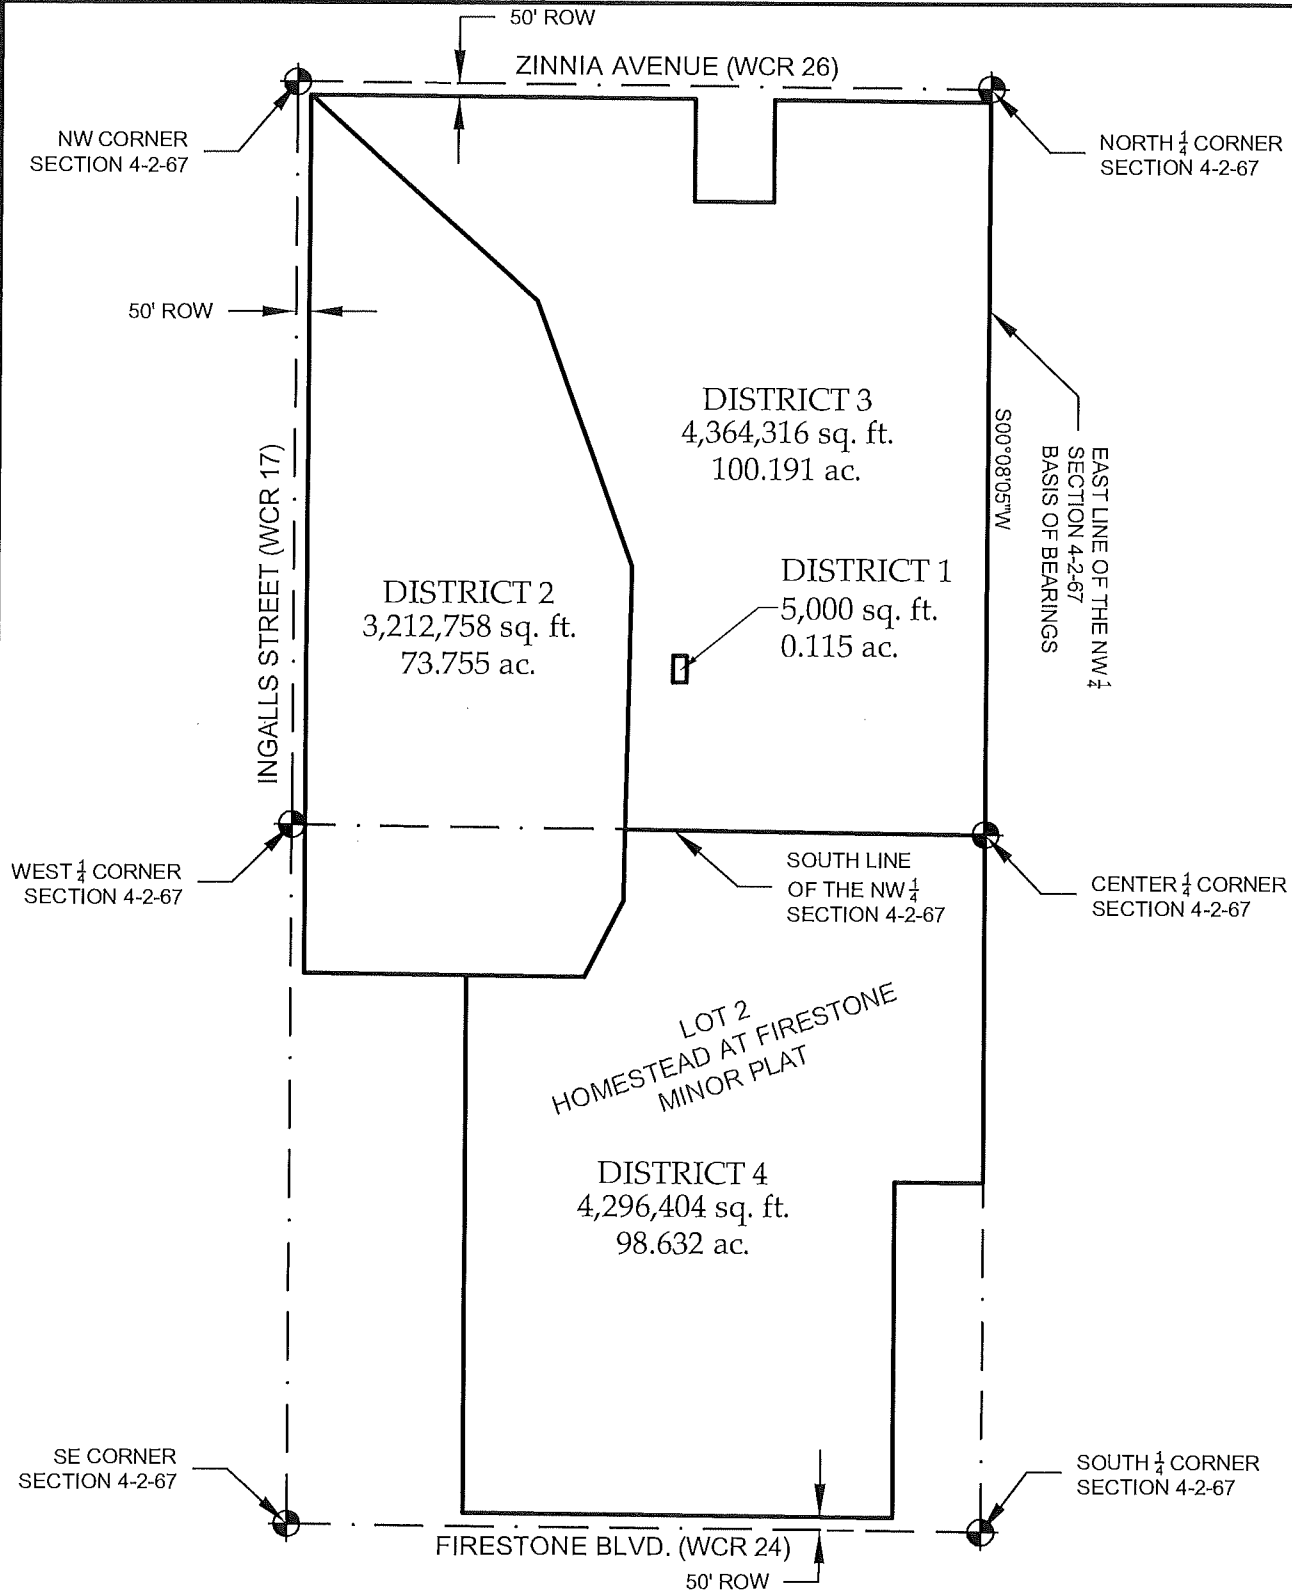 50' ROW
ZINNIA AVENUE (WCR 26)
NW CORNER
SECTION 4-2-67
NORTH 1/4 CORNER
SECTION 4-2-67
50' ROW
DISTRICT 3
4,364,316 sq. ft.
100.191 ac.
S00°08'05"W
EAST LINE OF THE NW 1/4
SECTION 4-2-67
BASIS OF BEARINGS
INGALLS STREET (WCR 17)
DISTRICT 2
3,212,758 sq. ft.
73.755 ac.
DISTRICT 1
5,000 sq. ft.
0.115 ac.
WEST 1/4 CORNER
SECTION 4-2-67
SOUTH LINE
OF THE NW 1/4
SECTION 4-2-67
CENTER 1/4 CORNER
SECTION 4-2-67
LOT 2
HOMESTEAD AT FIRESTONE
MINOR PLAT
DISTRICT 4
4,296,404 sq. ft.
98.632 ac.
SE CORNER
SECTION 4-2-67
SOUTH 1/4 CORNER
SECTION 4-2-67
FIRESTONE BLVD. (WCR 24)
50' ROW